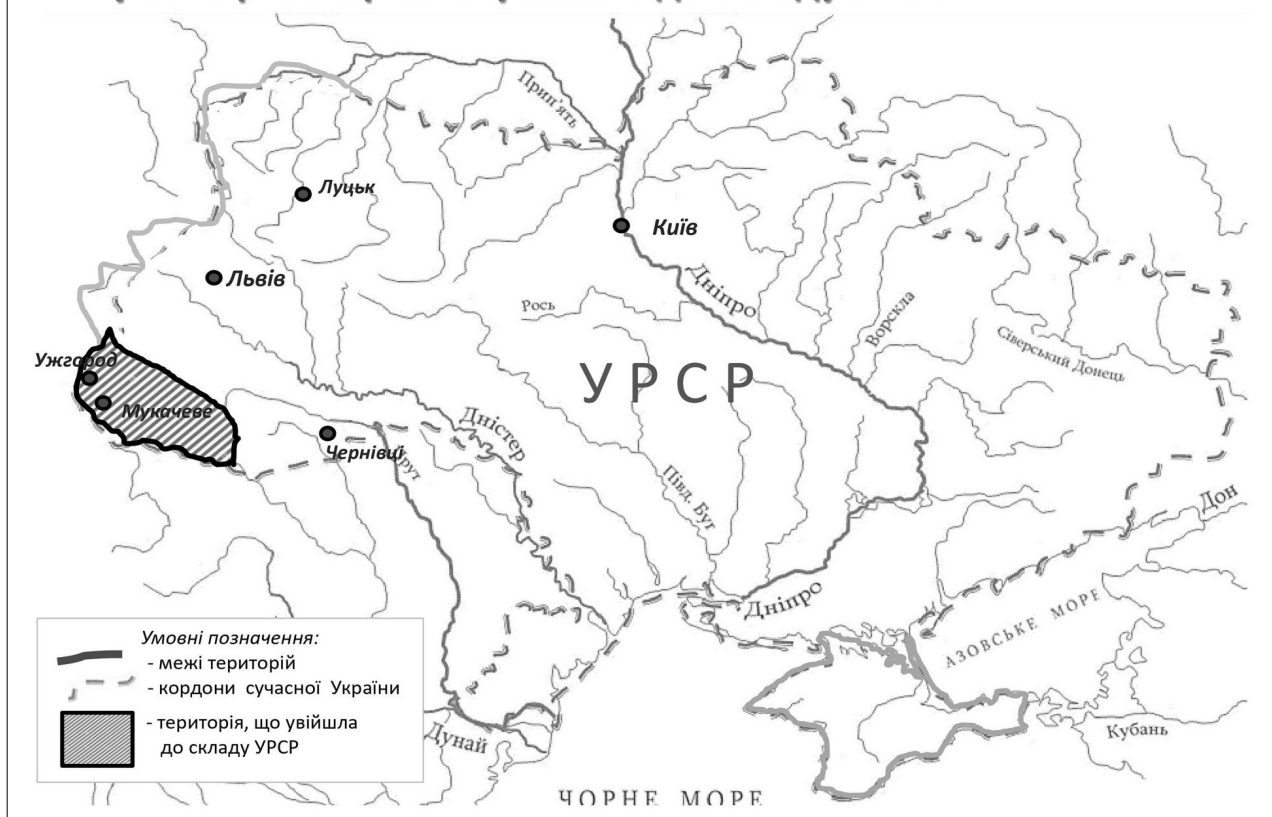 Прип'ять
Луцьк
Київ
Львів
Дніпро
Рось
Ворскла
Сіверський Донець
Ужгород
УРСР
Мукачеве
Дністер
Чернівці
Прут
Півд. Буг
Дон
Дніпро
АЗОВСЬКЕ МОРЕ
Умовні позначення:
- межі територій
- кордони сучасної України
- територія, що увійшла
до складу УРСР
Дунай
Кубань
ЧОРНЕ МОРЕ